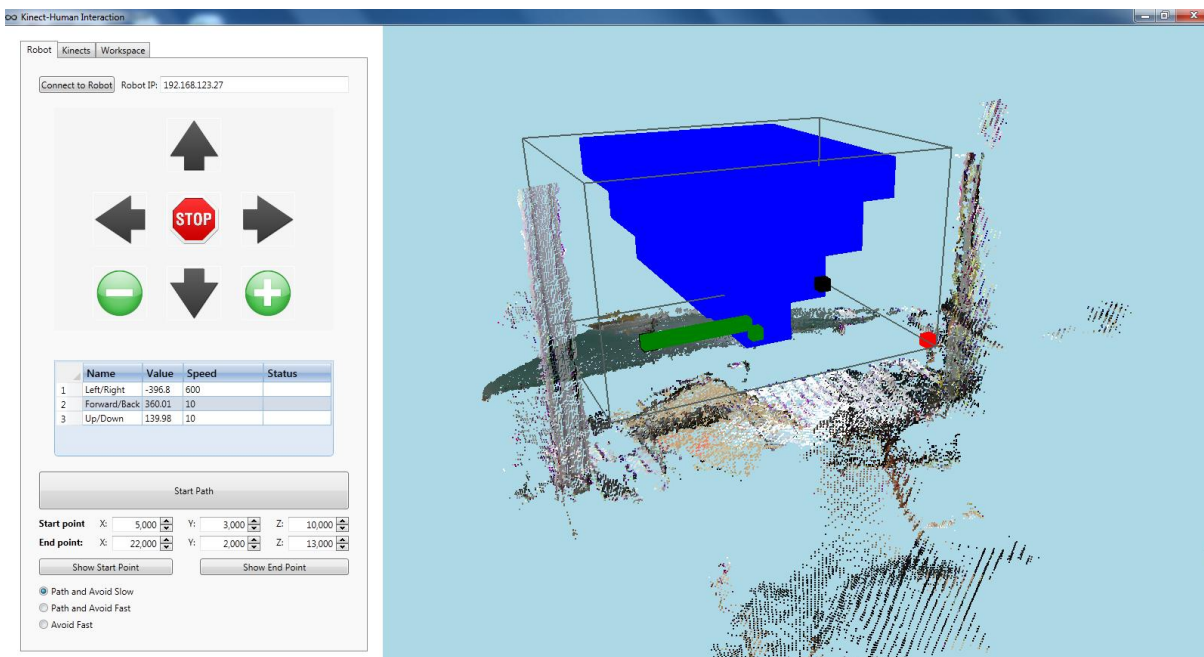 Kinect-Human Interaction
Robot Kinects Workspace
Connect to Robot Robot IP: 192.168.123.27
STOP
Name Value Speed Status
1 Left/Right -396.8 600
2 Forward/Back 360.01 10
3 Up/Down 139.98 10
Start Path
Start point X: 5,000 Y: 3,000 Z: 10,000
End point: X: 22,000 Y: 2,000 Z: 13,000
Show Start Point Show End Point
Path and Avoid Slow
Path and Avoid Fast
Avoid Fast